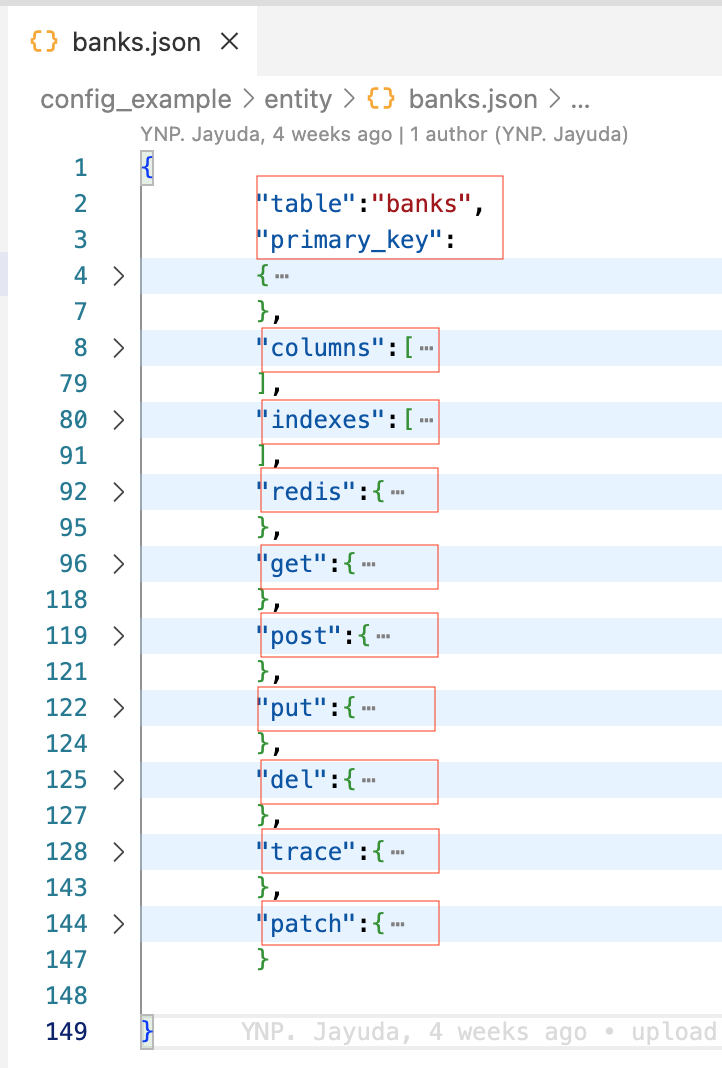 {} banks.json ×
config_example > entity > {} banks.json > ...
YNP. Jayuda, 4 weeks ago | 1 author (YNP. Jayuda)
1 {
2 "table":"banks",
3 "primary_key":
4 > {⋯
7 },
8 > "columns":[⋯
79 ],
80 > "indexes":[⋯
91 ],
92 > "redis":{⋯
95 },
96 > "get":{⋯
118 },
119 > "post":{⋯
121 },
122 > "put":{⋯
124 },
125 > "del":{⋯
127 },
128 > "trace":{⋯
143 },
144 > "patch":{⋯
147 }
148
149 } YNP. Jayuda, 4 weeks ago • upload